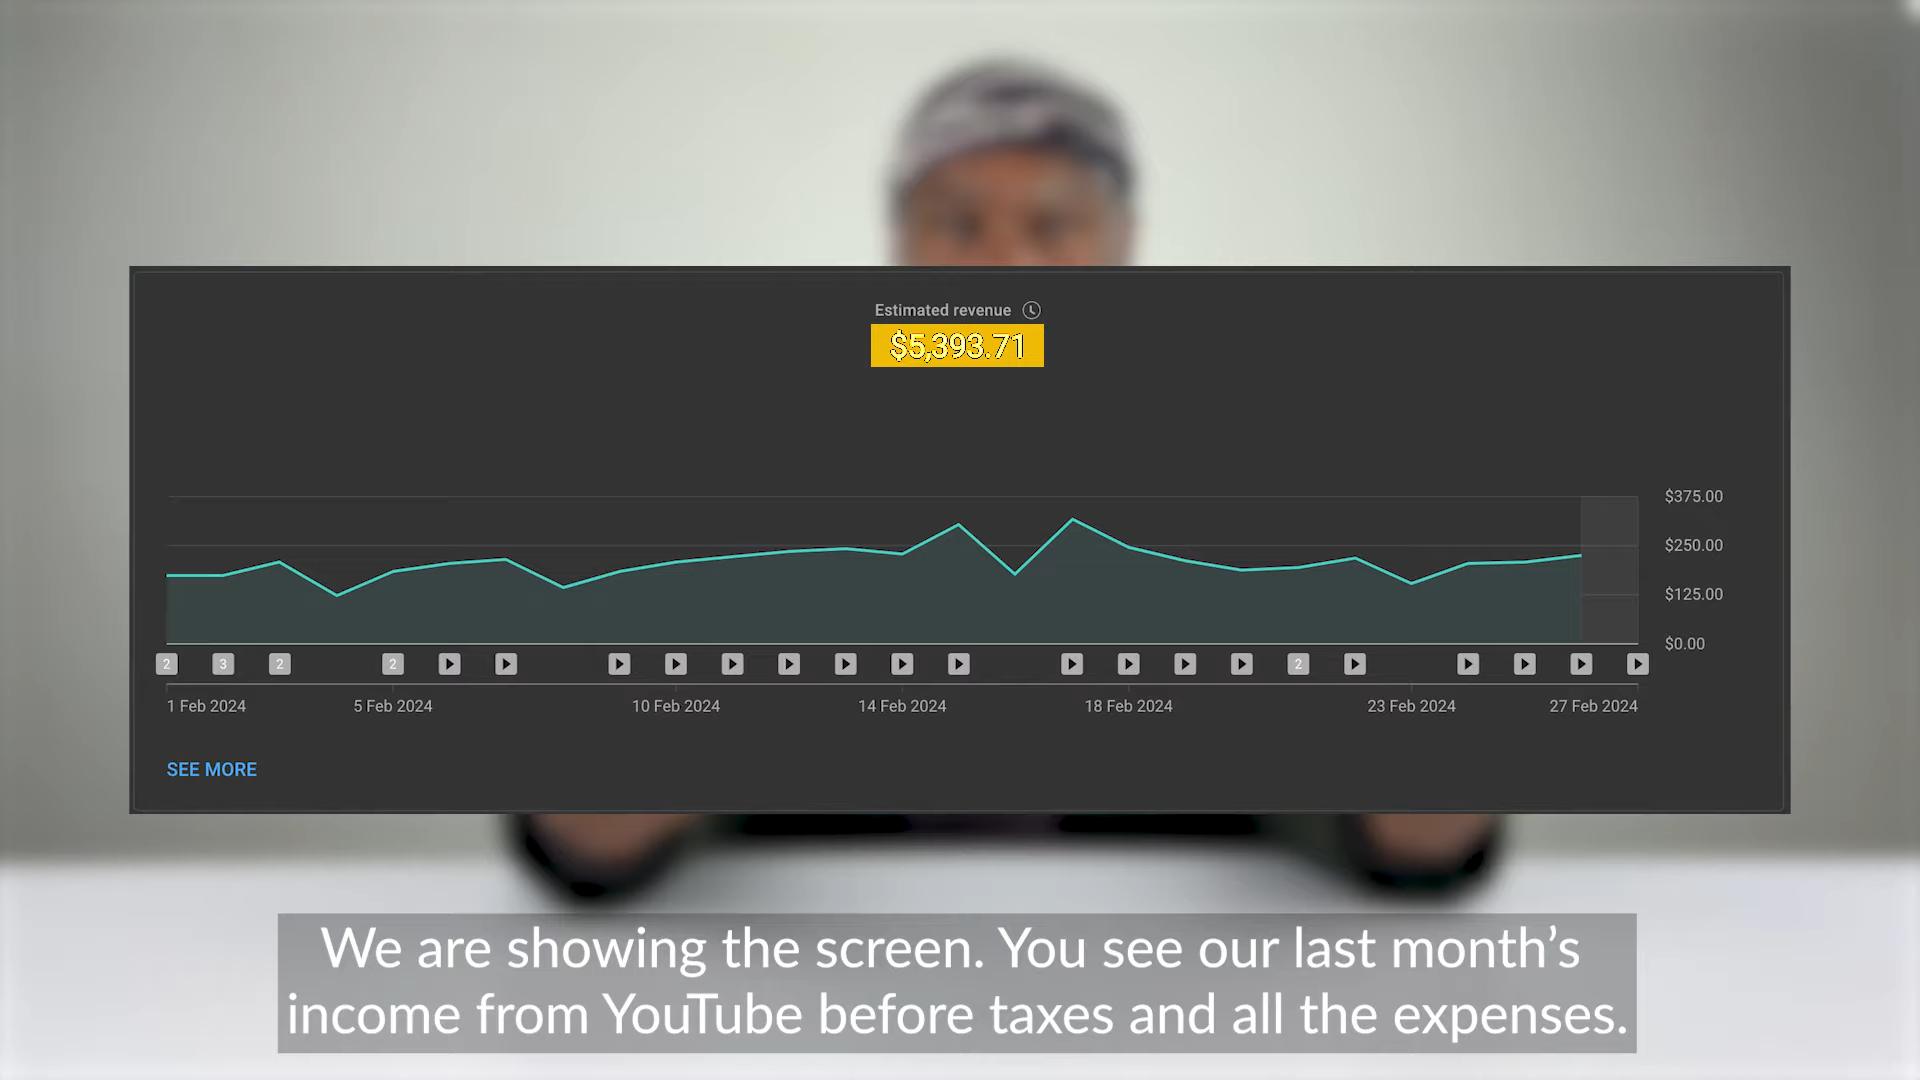 Estimated revenue
$5,393.71
$375.00
$250.00
$125.00
$0.00
2 3 2 2 2
1 Feb 2024 5 Feb 2024 10 Feb 2024 14 Feb 2024 18 Feb 2024 23 Feb 2024 27 Feb 2024
SEE MORE
We are showing the screen. You see our last month’s
income from YouTube before taxes and all the expenses.